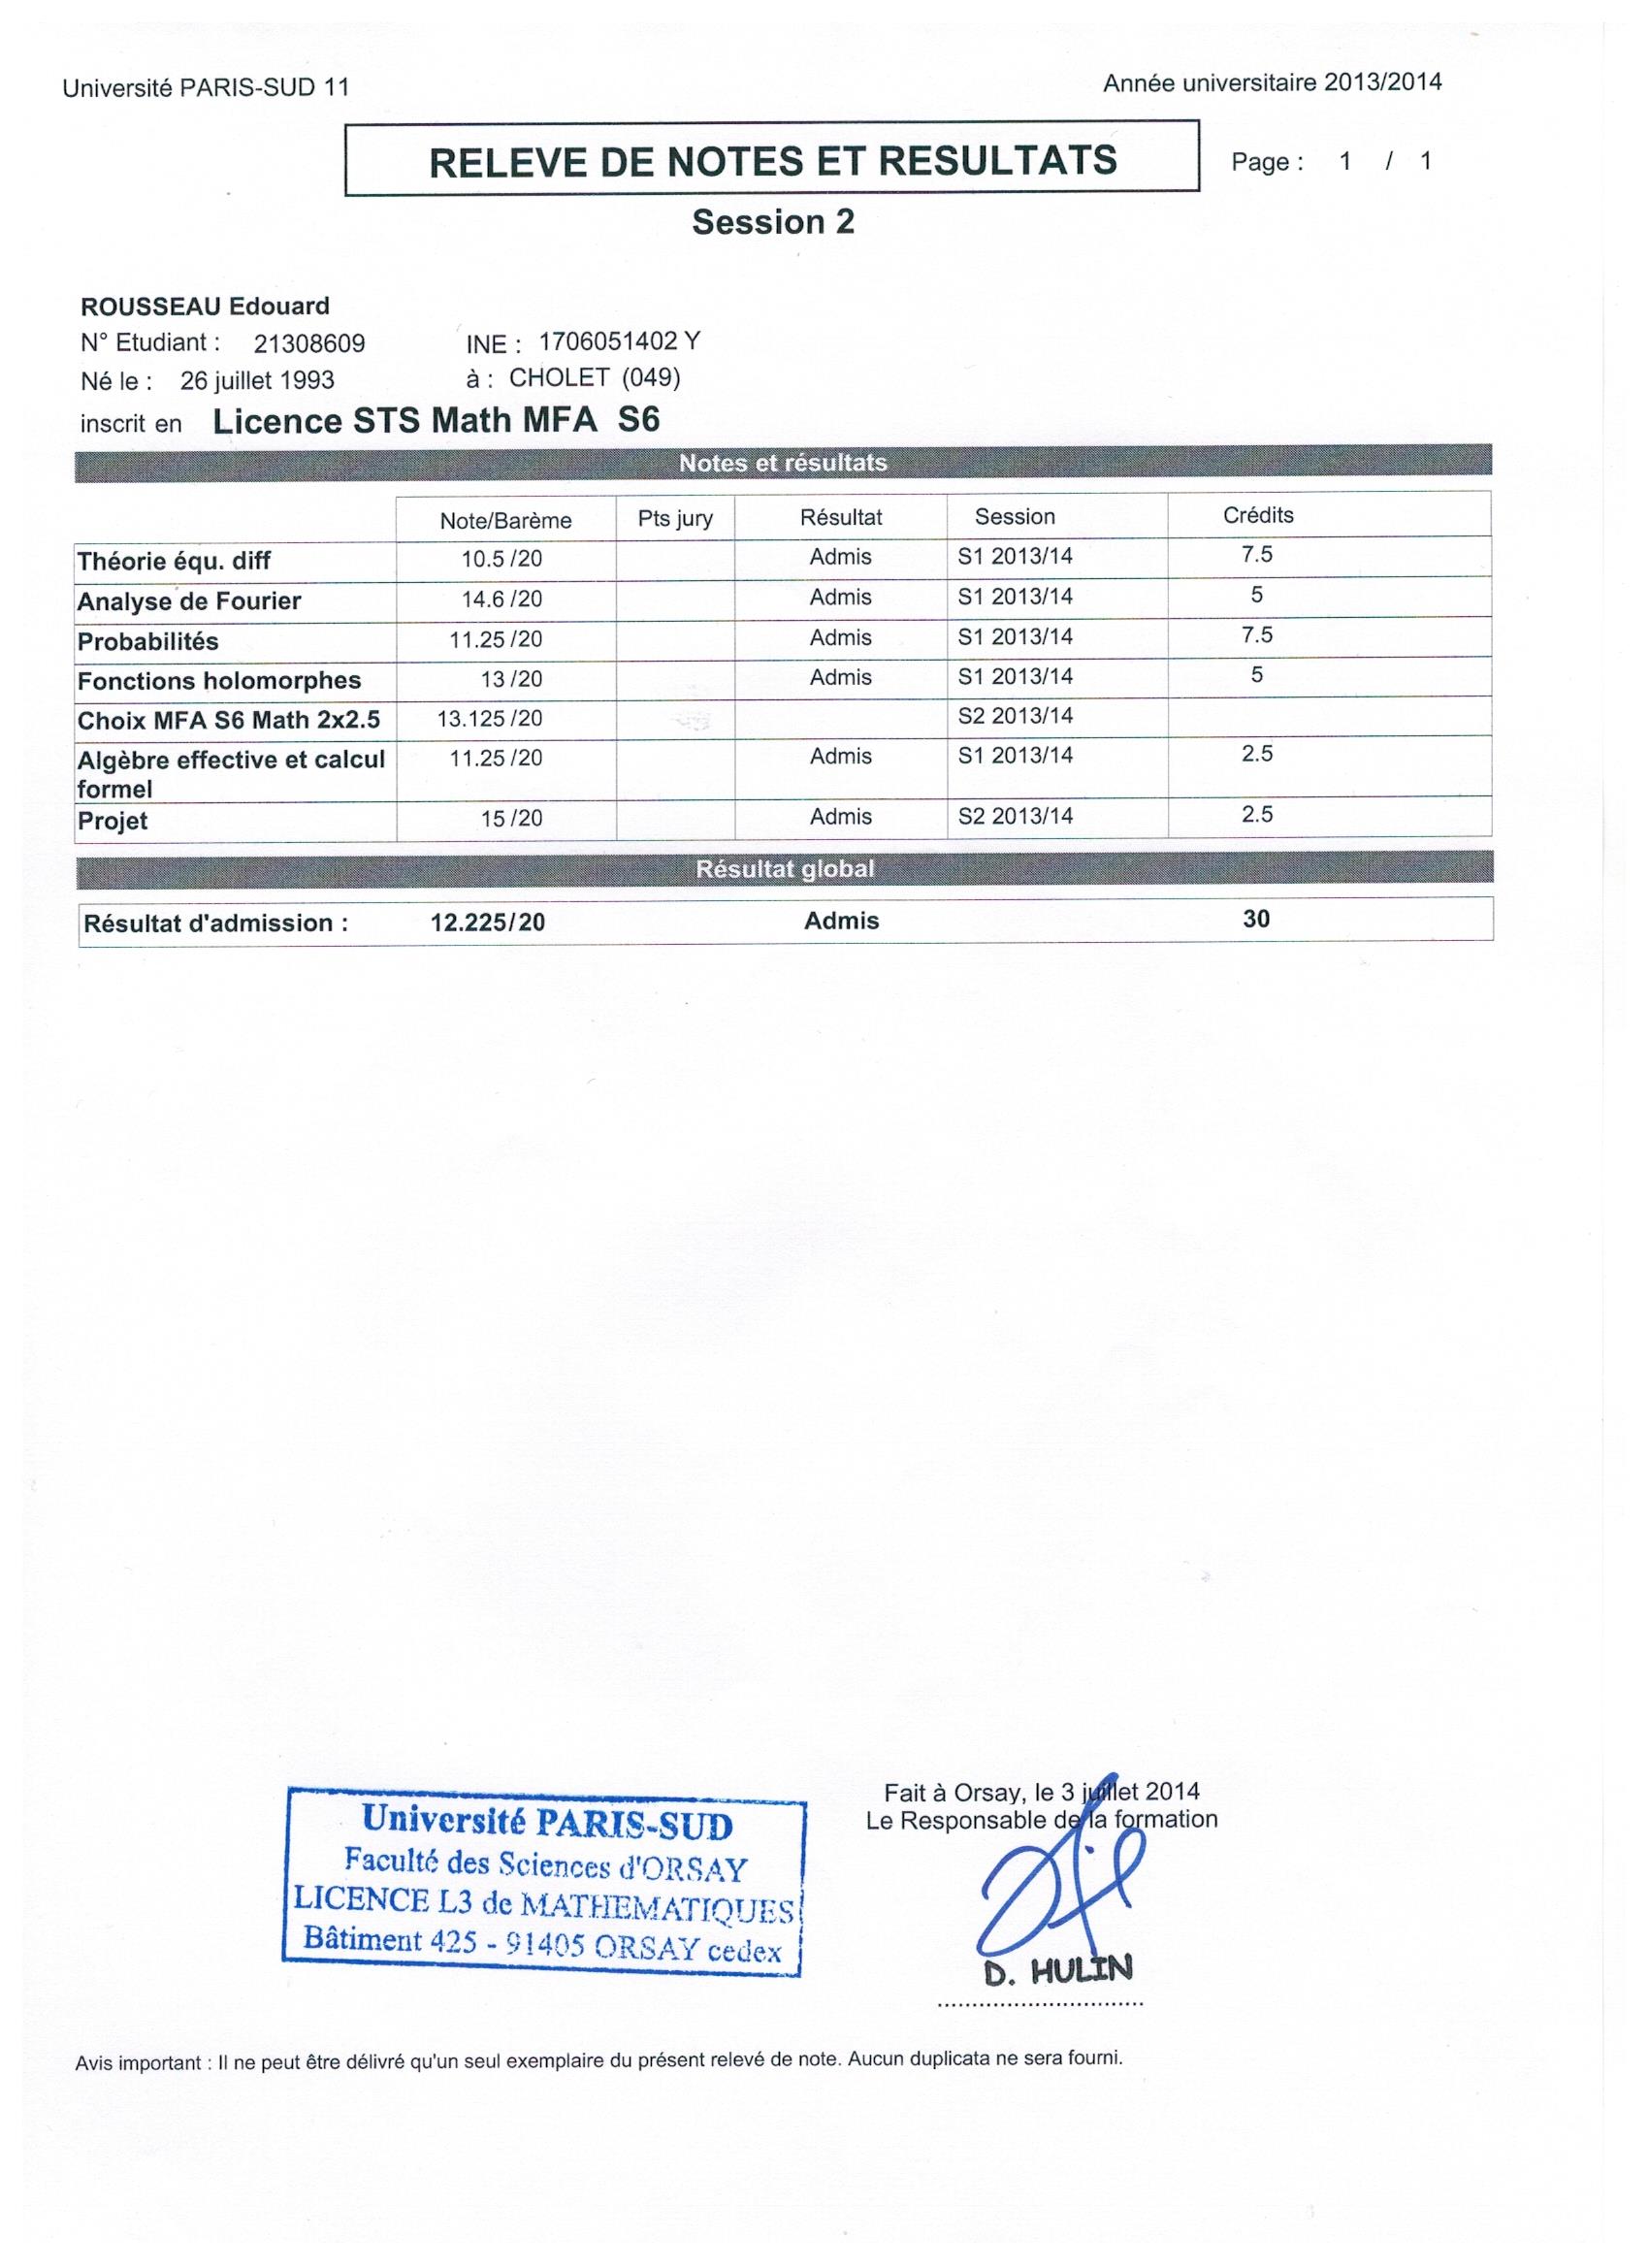 Université PARIS-SUD 11
Année universitaire 2013/2014
RELEVE DE NOTES ET RESULTATS
Page : 1 / 1
Session 2
ROUSSEAU Edouard
N° Etudiant : 21308609 INE : 1706051402 Y
Né le : 26 juillet 1993 à : CHOLET (049)
inscrit en Licence STS Math MFA S6
Notes et résultats
Note/Barème Pts jury Résultat Session Crédits
Théorie équ. diff 10.5 /20 Admis S1 2013/14 7.5
Analyse de Fourier 14.6 /20 Admis S1 2013/14 5
Probabilités 11.25 /20 Admis S1 2013/14 7.5
Fonctions holomorphes 13 /20 Admis S1 2013/14 5
Choix MFA S6 Math 2x2.5 13.125 /20 S2 2013/14
Algèbre effective et calcul 11.25 /20 Admis S1 2013/14 2.5
formel
Projet 15 /20 Admis S2 2013/14 2.5
Résultat global
Résultat d'admission : 12.225/20 Admis 30
Fait à Orsay, le 3 juillet 2014
Le Responsable de la formation
Université PARIS-SUD
Faculté des Sciences d'ORSAY
LICENCE L3 de MATHEMATIQUES
Bâtiment 425 - 91405 ORSAY cedex
D. HULIN
Avis important : Il ne peut être délivré qu'un seul exemplaire du présent relevé de note. Aucun duplicata ne sera fourni.